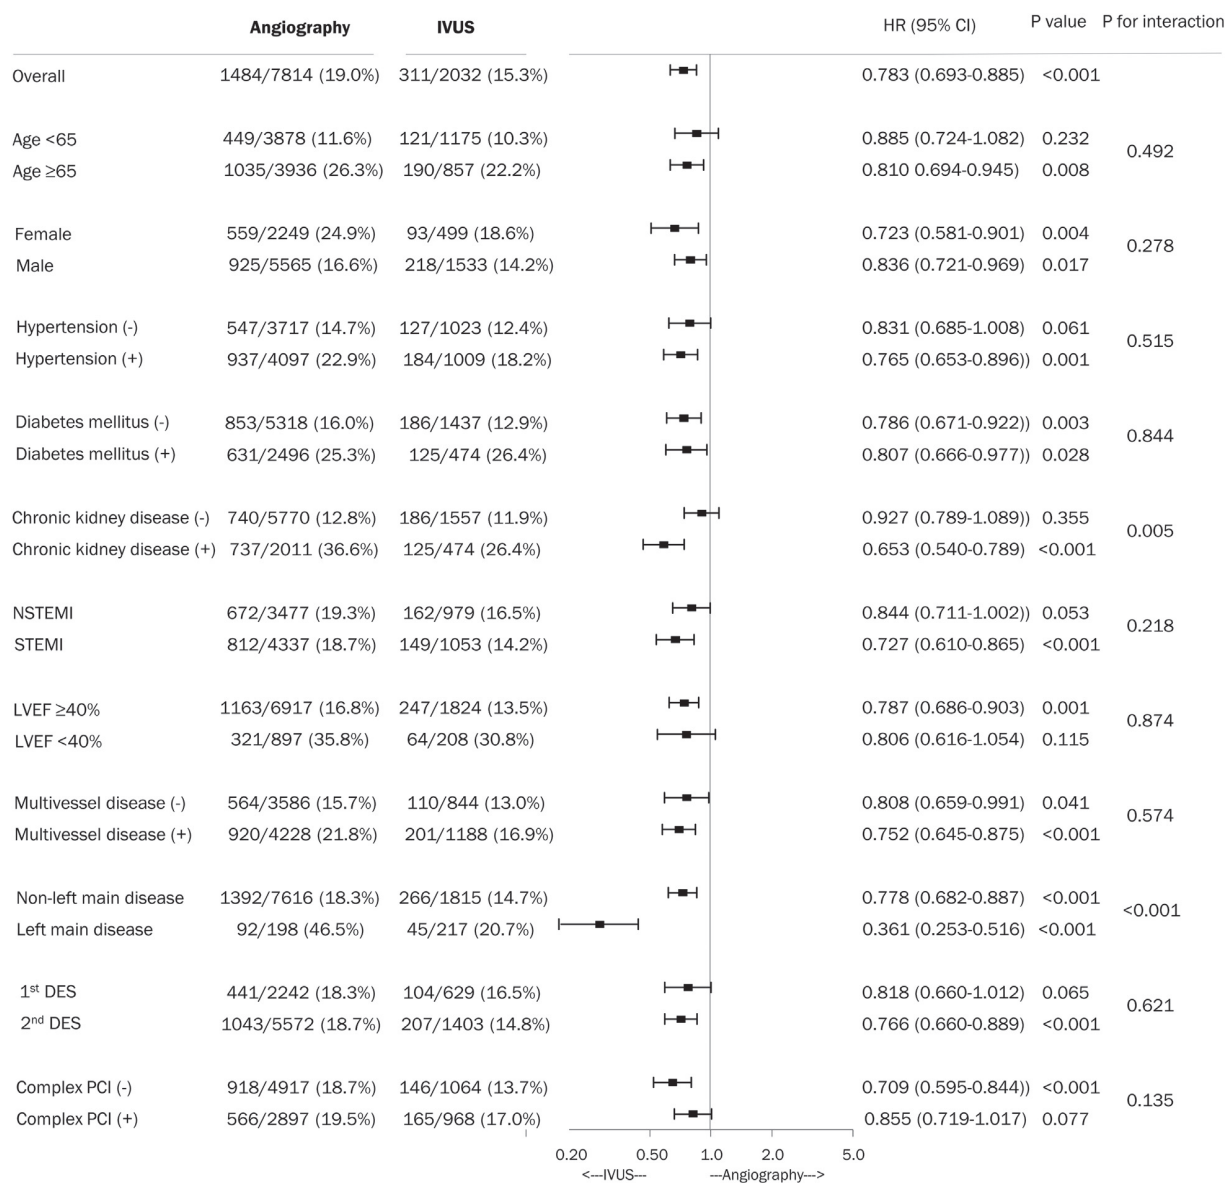 Angiography IVUS HR (95% CI) P value P for interaction
Overall 1484/7814 (19.0%) 311/2032 (15.3%) 0.783 (0.693-0.885) <0.001
Age <65 449/3878 (11.6%) 121/1175 (10.3%) 0.885 (0.724-1.082) 0.232
0.492
Age ≥65 1035/3936 (26.3%) 190/857 (22.2%) 0.810 0.694-0.945) 0.008
Female 559/2249 (24.9%) 93/499 (18.6%) 0.723 (0.581-0.901) 0.004
0.278
Male 925/5565 (16.6%) 218/1533 (14.2%) 0.836 (0.721-0.969) 0.017
Hypertension (-) 547/3717 (14.7%) 127/1023 (12.4%) 0.831 (0.685-1.008) 0.061
0.515
Hypertension (+) 937/4097 (22.9%) 184/1009 (18.2%) 0.765 (0.653-0.896)) 0.001
Diabetes mellitus (-) 853/5318 (16.0%) 186/1437 (12.9%) 0.786 (0.671-0.922)) 0.003
0.844
Diabetes mellitus (+) 631/2496 (25.3%) 125/474 (26.4%) 0.807 (0.666-0.977)) 0.028
Chronic kidney disease (-) 740/5770 (12.8%) 186/1557 (11.9%) 0.927 (0.789-1.089)) 0.355
0.005
Chronic kidney disease (+) 737/2011 (36.6%) 125/474 (26.4%) 0.653 (0.540-0.789) <0.001
NSTEMI 672/3477 (19.3%) 162/979 (16.5%) 0.844 (0.711-1.002)) 0.053
0.218
STEMI 812/4337 (18.7%) 149/1053 (14.2%) 0.727 (0.610-0.865) <0.001
LVEF ≥40% 1163/6917 (16.8%) 247/1824 (13.5%) 0.787 (0.686-0.903) 0.001
0.874
LVEF <40% 321/897 (35.8%) 64/208 (30.8%) 0.806 (0.616-1.054) 0.115
Multivessel disease (-) 564/3586 (15.7%) 110/844 (13.0%) 0.808 (0.659-0.991) 0.041
0.574
Multivessel disease (+) 920/4228 (21.8%) 201/1188 (16.9%) 0.752 (0.645-0.875) <0.001
Non-left main disease 1392/7616 (18.3%) 266/1815 (14.7%) 0.778 (0.682-0.887) <0.001
<0.001
Left main disease 92/198 (46.5%) 45/217 (20.7%) 0.361 (0.253-0.516) <0.001
1st DES 441/2242 (18.3%) 104/629 (16.5%) 0.818 (0.660-1.012) 0.065
0.621
2nd DES 1043/5572 (18.7%) 207/1403 (14.8%) 0.766 (0.660-0.889) <0.001
Complex PCI (-) 918/4917 (18.7%) 146/1064 (13.7%) 0.709 (0.595-0.844)) <0.001
0.135
Complex PCI (+) 566/2897 (19.5%) 165/968 (17.0%) 0.855 (0.719-1.017) 0.077
0.20 0.50 1.0 2.0 5.0
<---IVUS--- ---Angiography--->